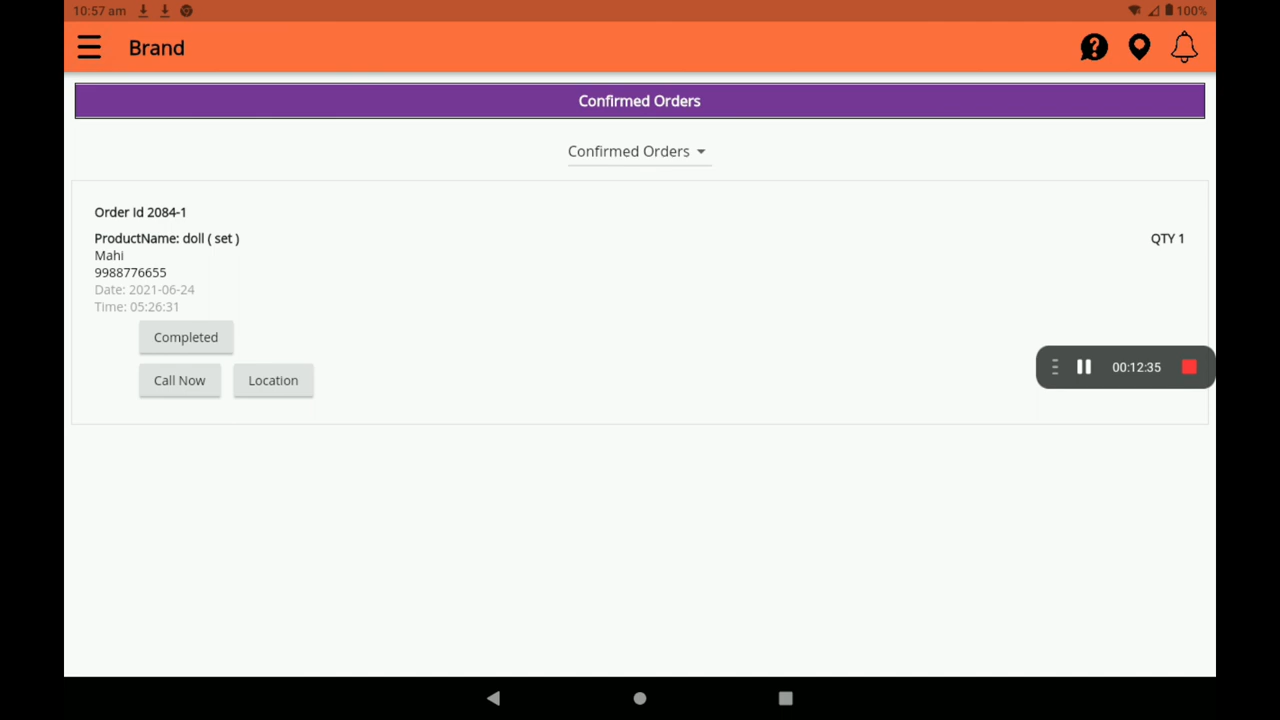 10:57 am 100%
Brand
Confirmed Orders
Confirmed Orders
Order Id 2084-1
ProductName: doll ( set ) QTY 1
Mahi
9988776655
Date: 2021-06-24
Time: 05:26:31
Completed
00:12:35
Call Now Location